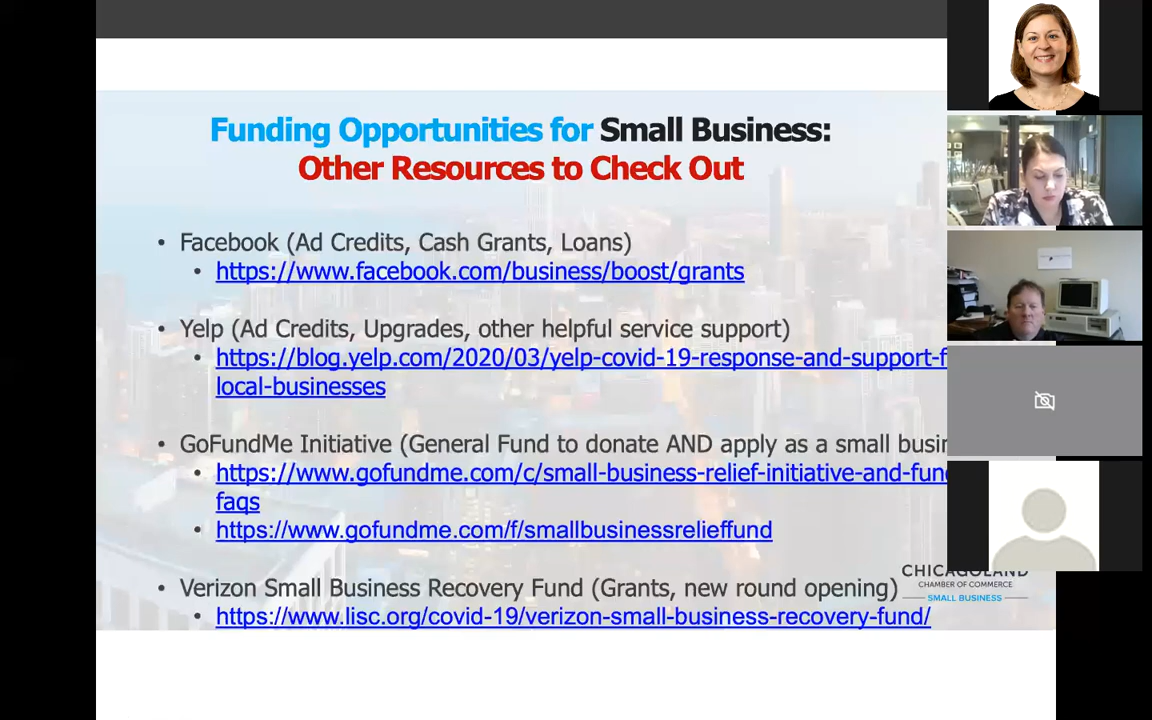 Funding Opportunities for Small Business:
Other Resources to Check Out
• Facebook (Ad Credits, Cash Grants, Loans)
• https://www.facebook.com/business/boost/grants
• Yelp (Ad Credits, Upgrades, other helpful service support)
• https://blog.yelp.com/2020/03/yelp-covid-19-response-and-support-f
local-businesses
• GoFundMe Initiative (General Fund to donate AND apply as a small busin
• https://www.gofundme.com/c/small-business-relief-initiative-and-fund
faqs
• https://www.gofundme.com/f/smallbusinessrelieffund
• Verizon Small Business Recovery Fund (Grants, new round opening)
• https://www.lisc.org/covid-19/verizon-small-business-recovery-fund/
CHICAGOLAND
CHAMBER OF COMMERCE
SMALL BUSINESS